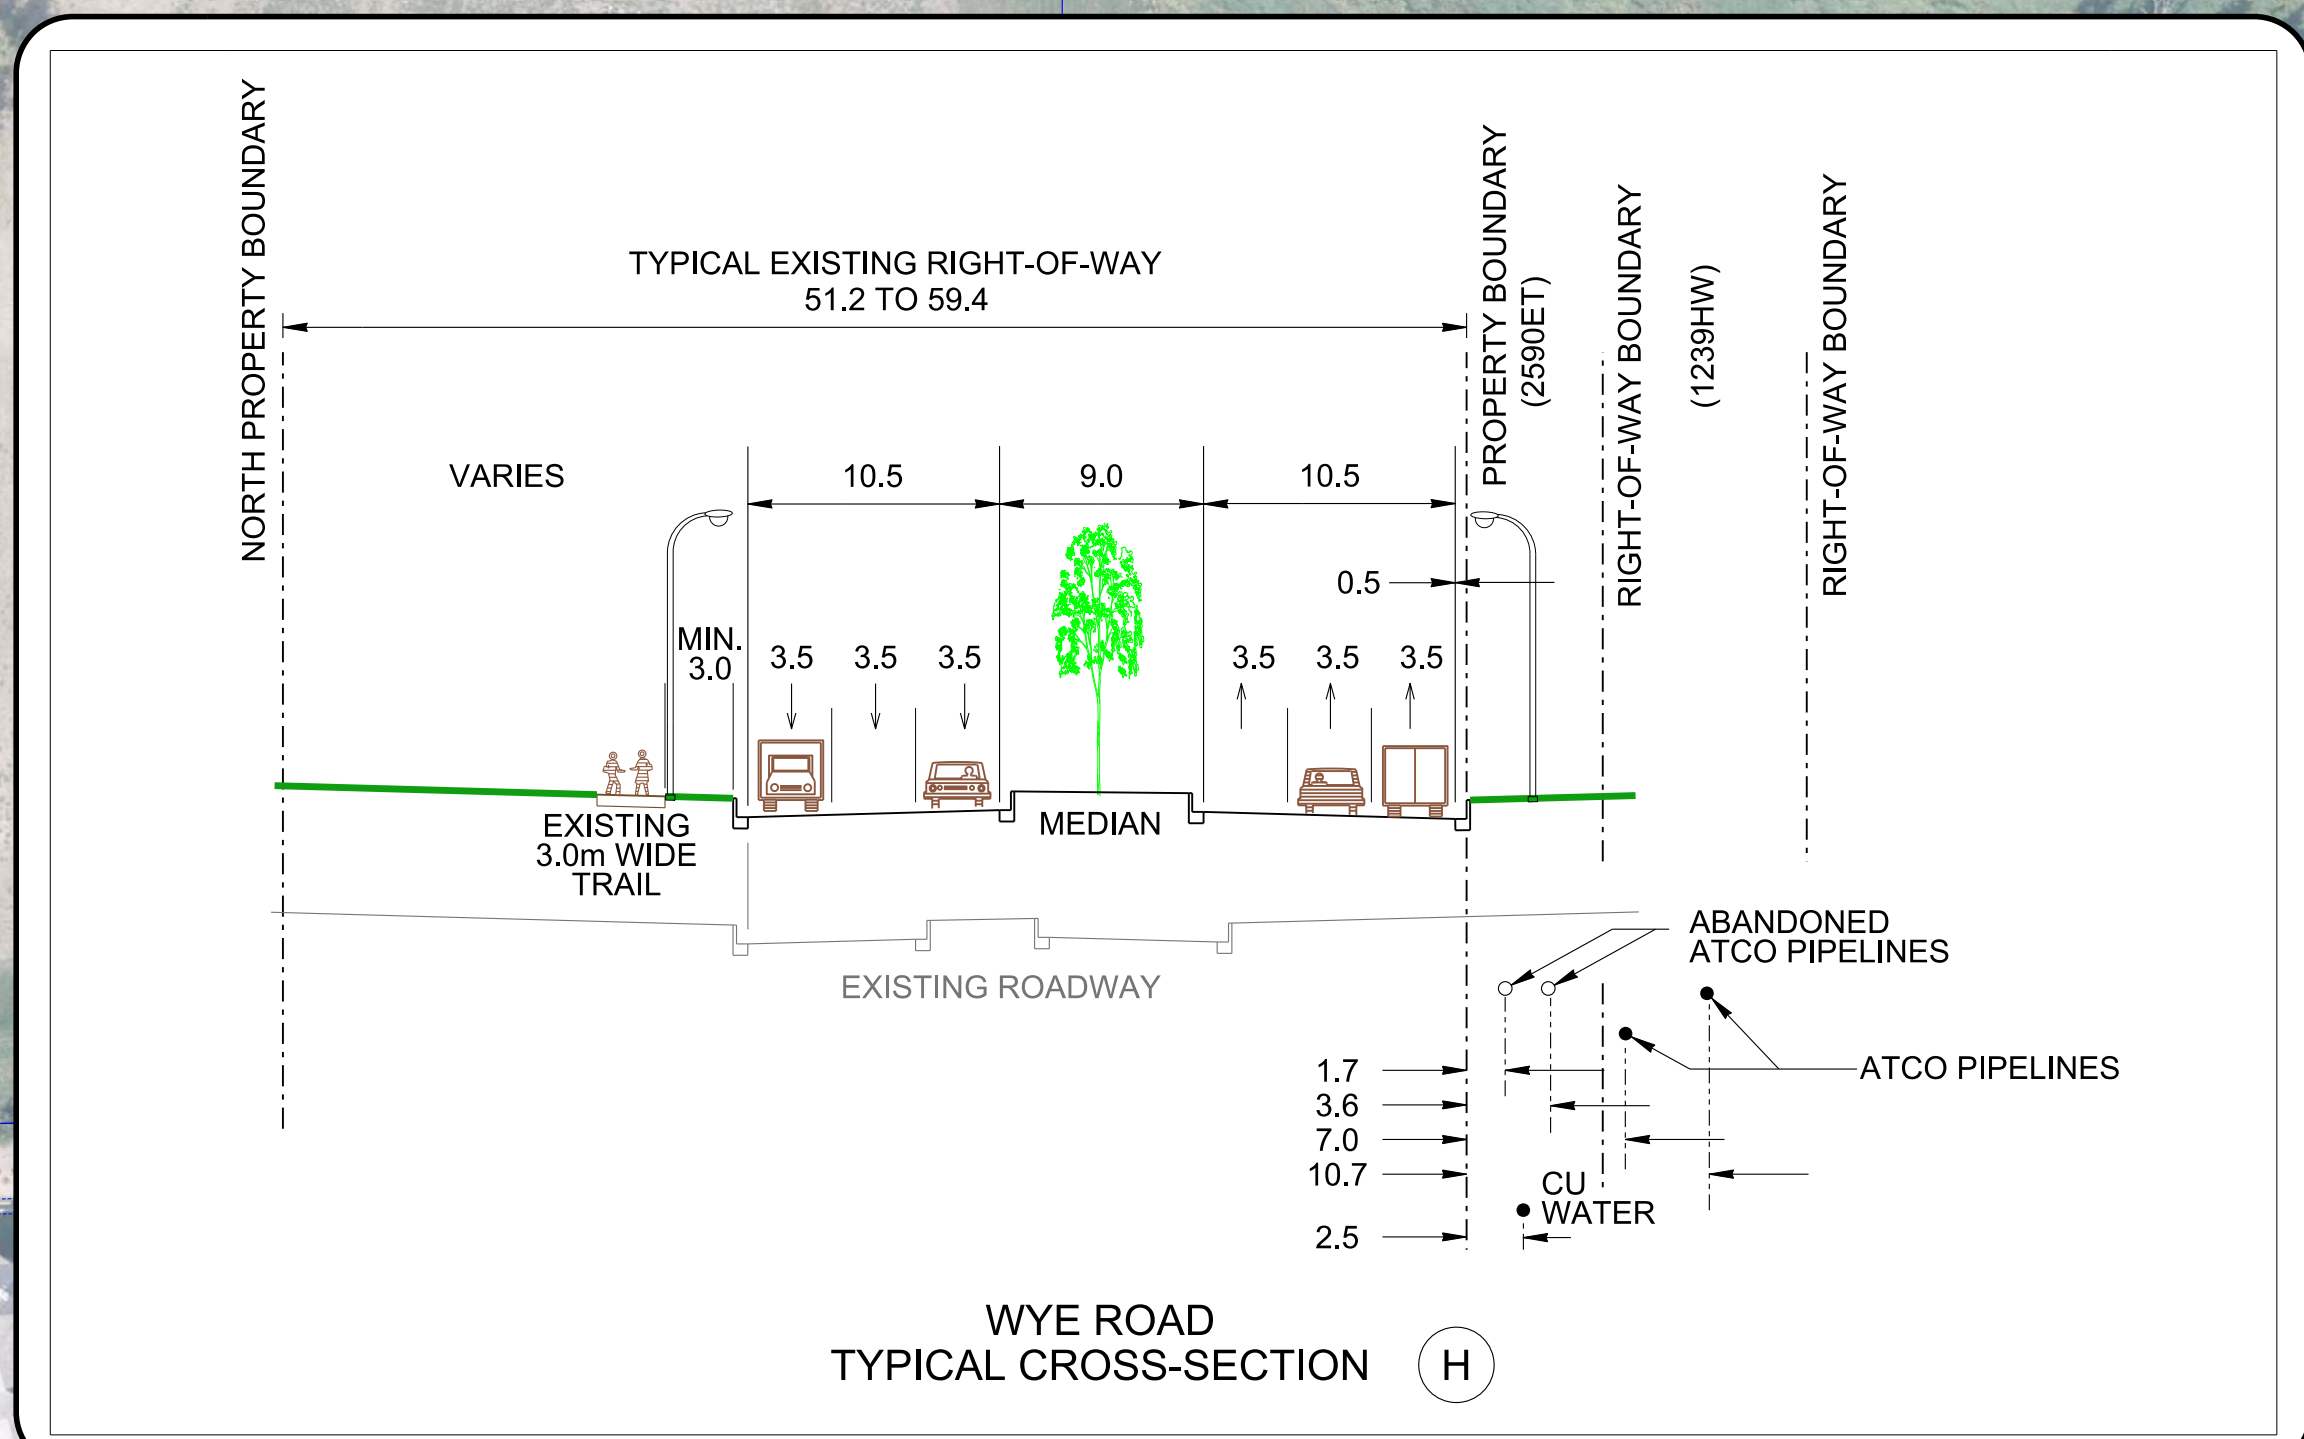 NORTH PROPERTY BOUNDARY
TYPICAL EXISTING RIGHT-OF-WAY
51.2 TO 59.4
PROPERTY BOUNDARY
(2590ET)
RIGHT-OF-WAY BOUNDARY
(1239HW)
RIGHT-OF-WAY BOUNDARY
VARIES
10.5
9.0
10.5
0.5
MIN.
3.0
3.5
3.5
3.5
3.5
3.5
3.5
EXISTING
3.0m WIDE
TRAIL
MEDIAN
EXISTING ROADWAY
ABANDONED
ATCO PIPELINES
ATCO PIPELINES
1.7
3.6
7.0
10.7
CU
WATER
2.5
WYE ROAD
TYPICAL CROSS-SECTION
H